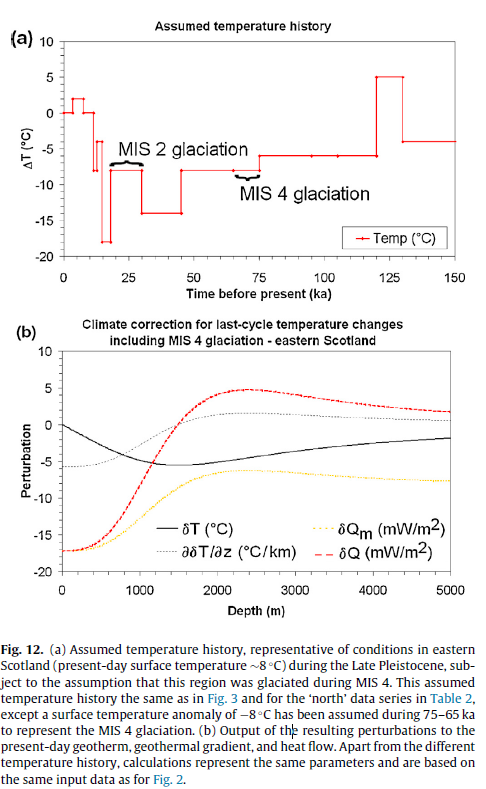 Assumed temperature history
(a)
10
5
0
-5
-10
-15
-20
ΔT (°C)
MIS 2 glaciation
MIS 4 glaciation
Temp (°C)
0
25
50
75
100
125
150
Time before present (ka)
(b)
Climate correction for last-cycle temperature changes
including MIS 4 glaciation - eastern Scotland
10
5
0
-5
-10
-15
-20
Perturbation
δT (°C)
δQm (mW/m2)
∂δT/∂z (°C/km)
δQ (mW/m2)
0
1000
2000
3000
4000
5000
Depth (m)
Fig. 12. (a) Assumed temperature history, representative of conditions in eastern
Scotland (present-day surface temperature ∼8 °C) during the Late Pleistocene, sub-
ject to the assumption that this region was glaciated during MIS 4. This assumed
temperature history the same as in Fig. 3 and for the ‘north’ data series in Table 2,
except a surface temperature anomaly of −8 °C has been assumed during 75–65 ka
to represent the MIS 4 glaciation. (b) Output of the resulting perturbations to the
present-day geotherm, geothermal gradient, and heat flow. Apart from the different
temperature history, calculations represent the same parameters and are based on
the same input data as for Fig. 2.